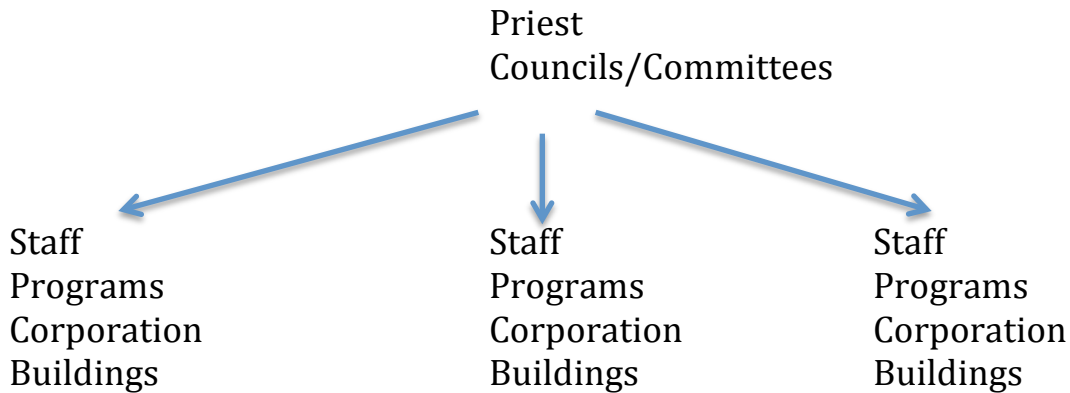 Priest
Councils/Committees
Staff
Programs
Corporation
Buildings
Staff
Programs
Corporation
Buildings
Staff
Programs
Corporation
Buildings